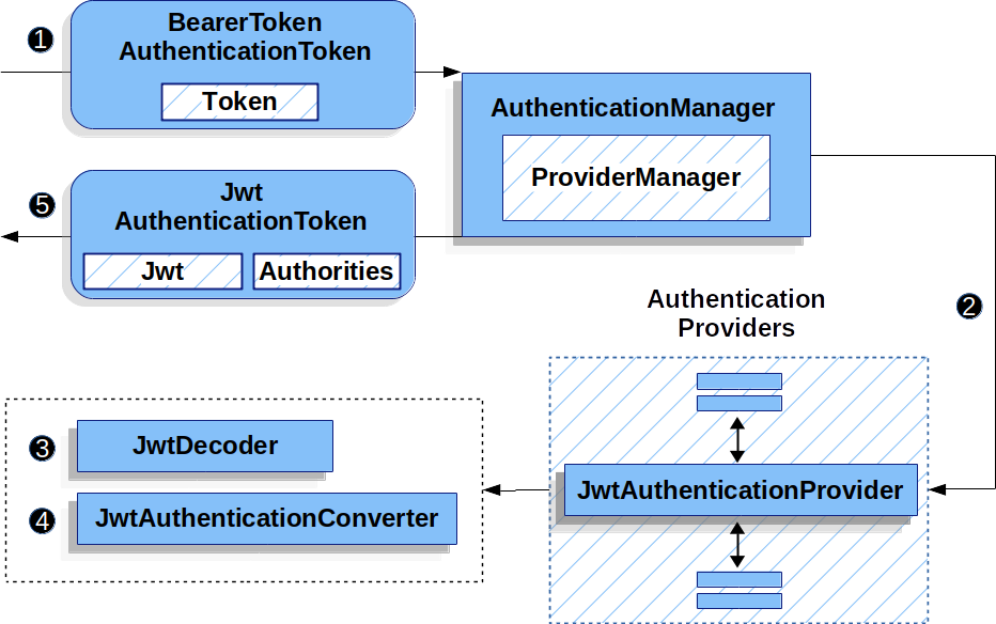 1
BearerToken
AuthenticationToken
Token
AuthenticationManager
ProviderManager
5
Jwt
AuthenticationToken
Jwt
Authorities
Authentication
Providers
2
3
JwtDecoder
4
JwtAuthenticationConverter
JwtAuthenticationProvider